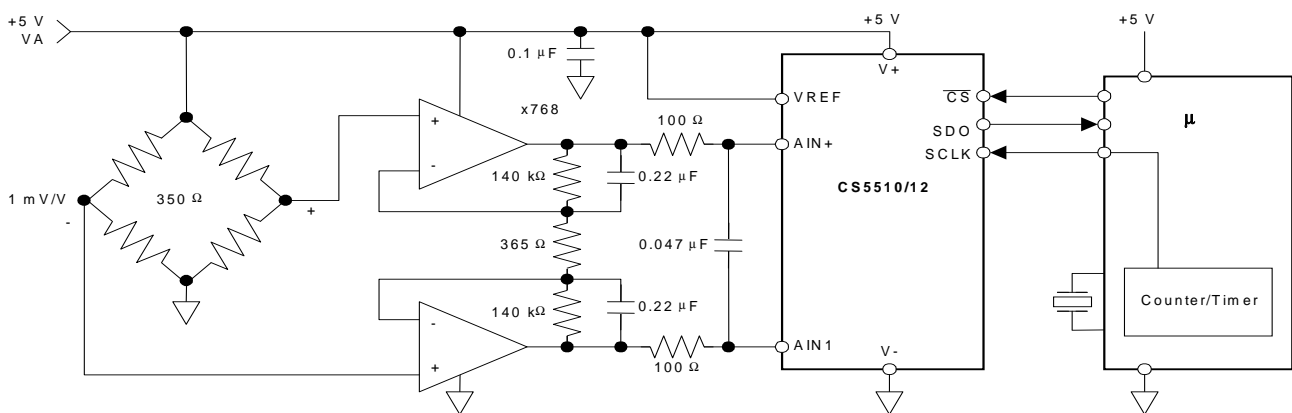 +5 V
VA
+5 V
+5 V
0.1 µF
V+
x768
VREF
CS
µ
+
100 Ω
SDO
-
AIN+
SCLK
140 kΩ
0.22 µF
CS5510/12
1 mV/V
350 Ω
-
+
365 Ω
0.047 µF
0.22 µF
140 kΩ
Counter/Timer
-
+
100 Ω
AIN1
V-